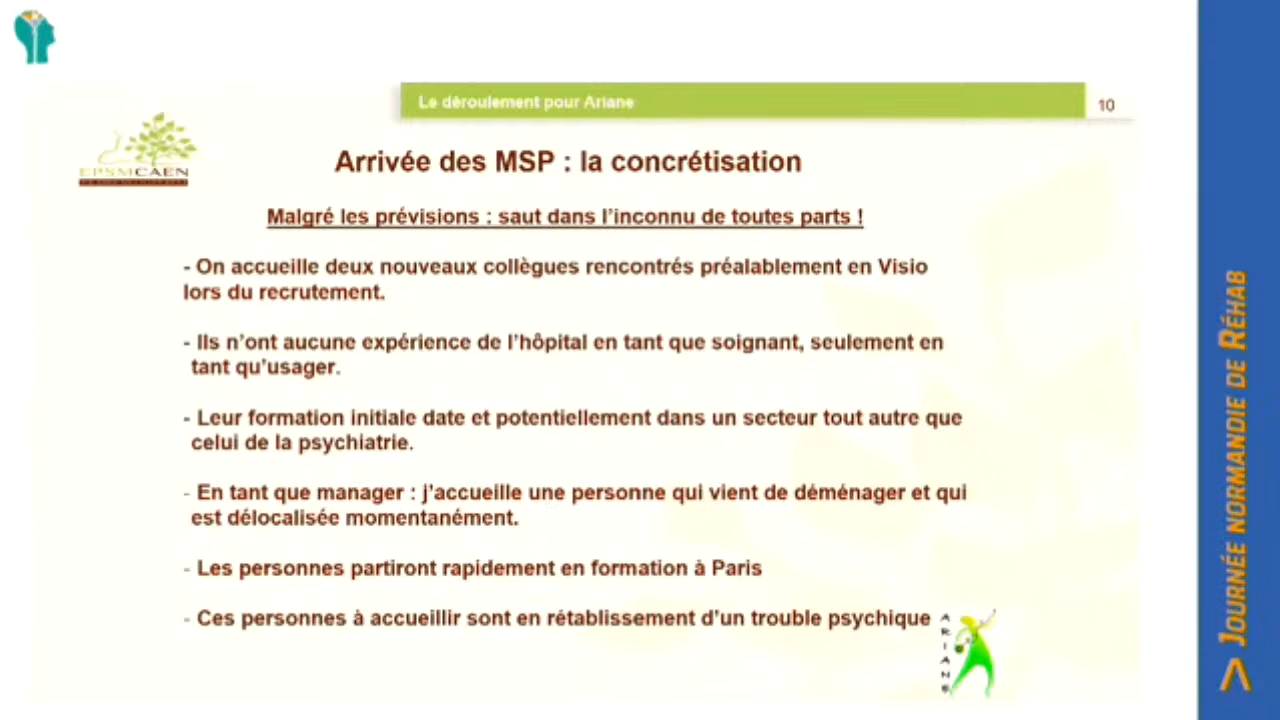 Le déroulement pour Ariane
10
EPSMCAEN
Arrivée des MSP : la concrétisation
Malgré les prévisions : saut dans l'inconnu de toutes parts !
- On accueille deux nouveaux collègues rencontrés préalablement en Visio
lors du recrutement.
- Ils n'ont aucune expérience de l'hôpital en tant que soignant, seulement en
tant qu'usager.
- Leur formation initiale date et potentiellement dans un secteur tout autre que
celui de la psychiatrie.
- En tant que manager : j'accueille une personne qui vient de déménager et qui
est délocalisée momentanément.
- Les personnes partiront rapidement en formation à Paris
- Ces personnes à accueillir sont en rétablissement d'un trouble psychique
ARIANE
> JOURNÉE NORMANDIE DE RÉHAB